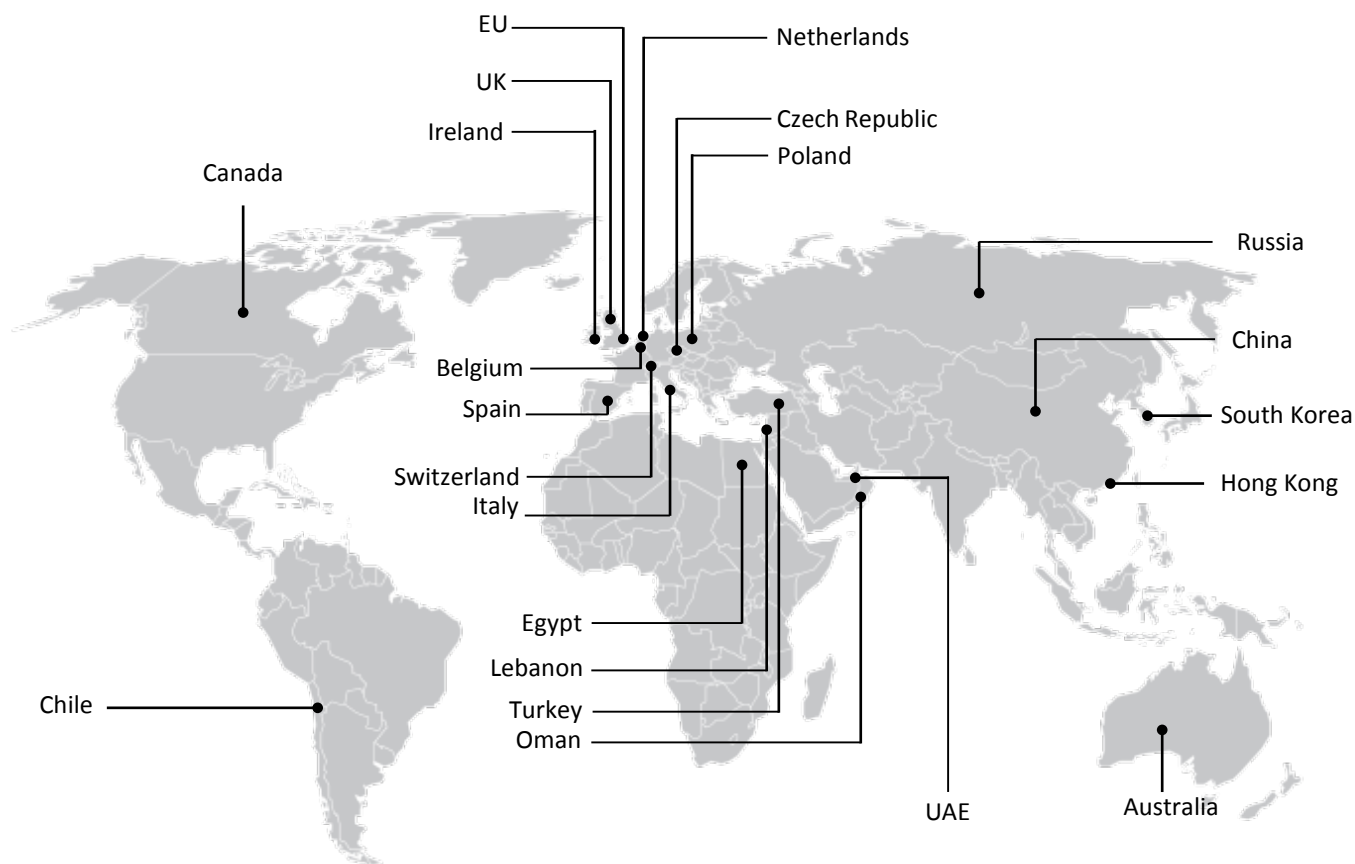 EU
Netherlands
UK
Czech Republic
Ireland
Poland
Canada
Russia
China
Belgium
Spain
South Korea
Switzerland
Hong Kong
Italy
Egypt
Lebanon
Chile
Turkey
Oman
UAE
Australia